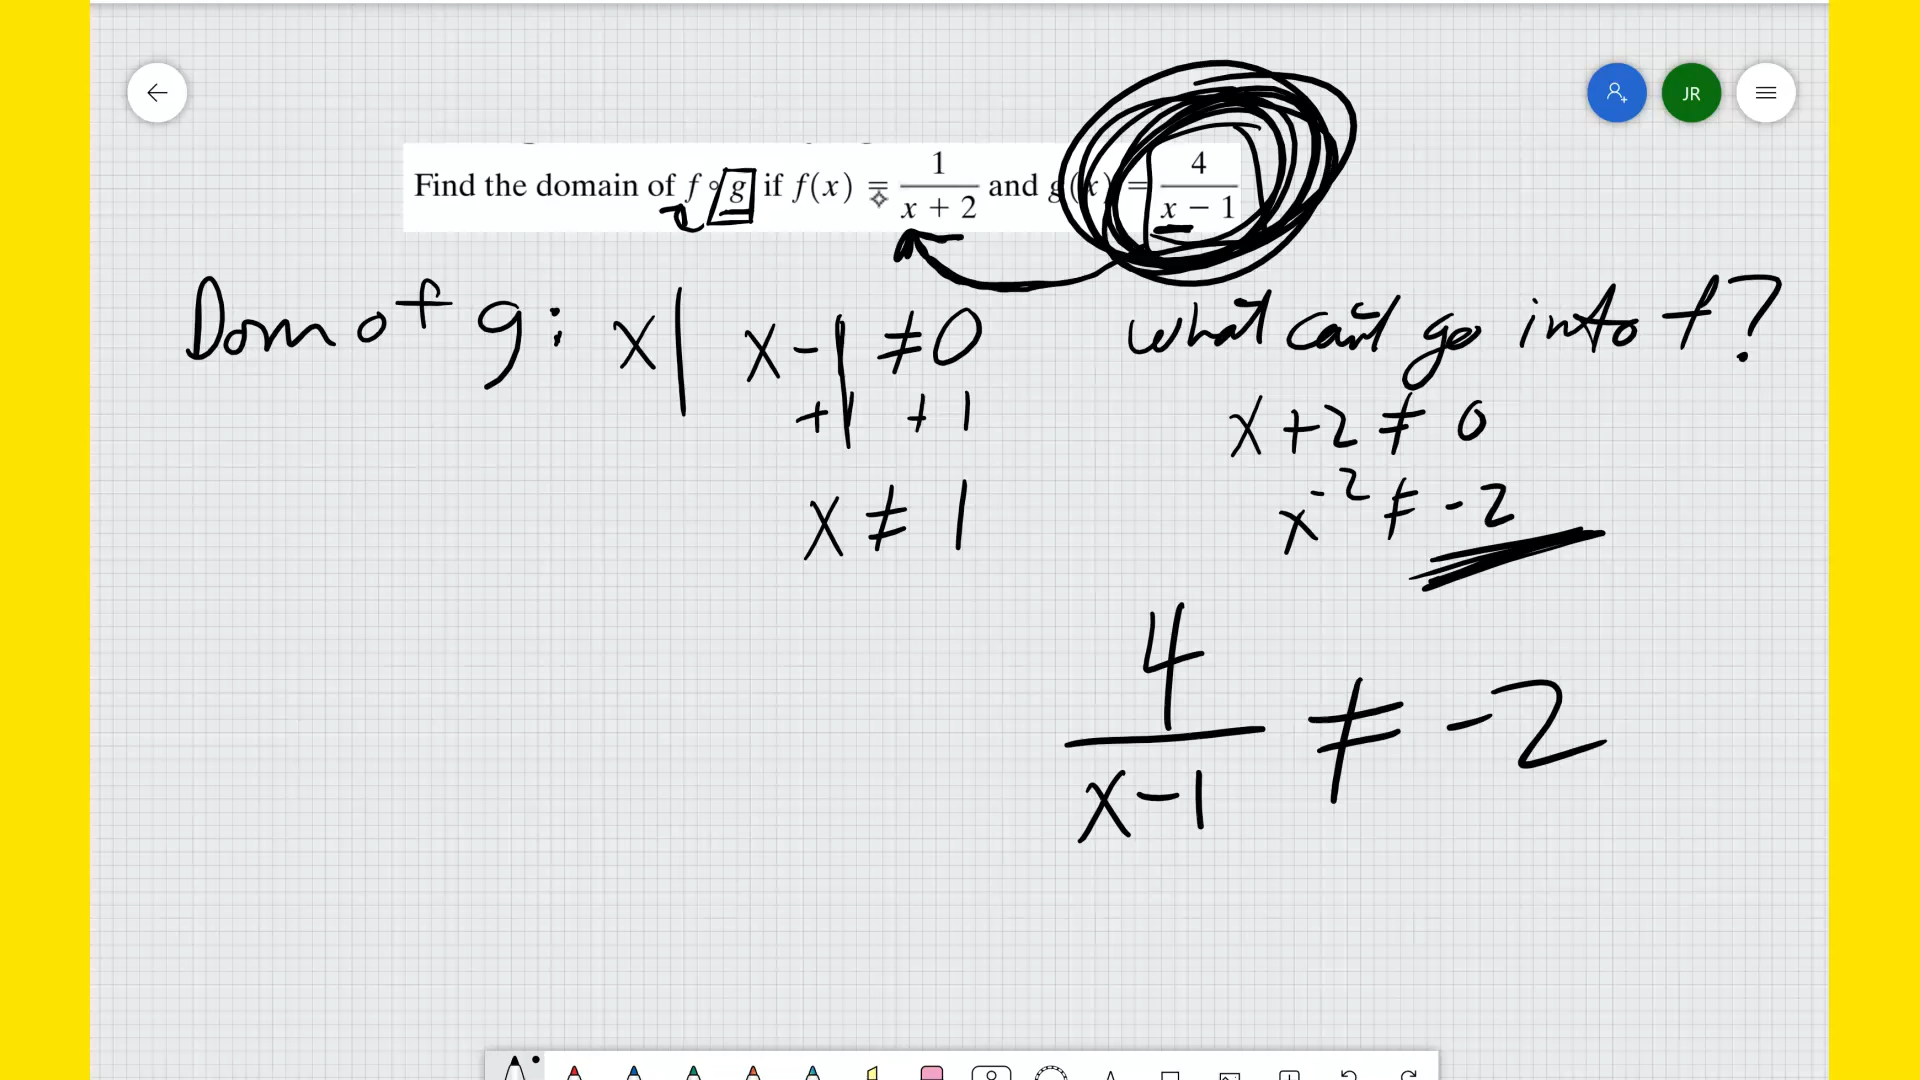 JR
Find the domain of f ∘ g if f(x) = 1/(x + 2) and g(x) = 4/(x − 1)
Dom of g: x | x-1 ≠ 0
+1 +1
x ≠ 1
What can't go into f?
x+2 ≠ 0
-2 -2
x ≠
4/(x-1) ≠ -2